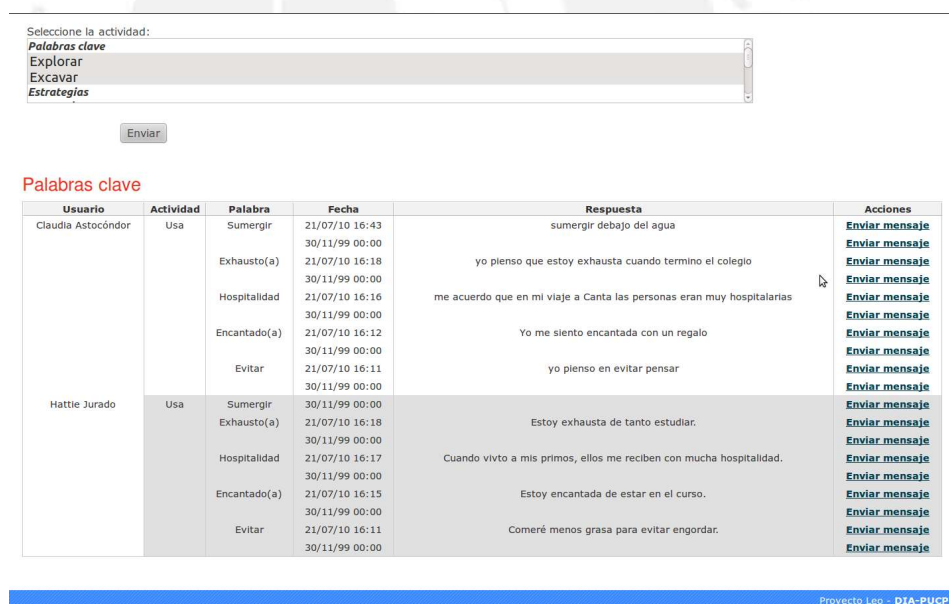 Seleccione la actividad:
Palabras clave
Explorar
Excavar
Estrategias
Enviar
Palabras clave
Usuario Actividad Palabra Fecha Respuesta Acciones
Claudia Astocóndor Usa Sumergir 21/07/10 16:43 sumergir debajo del agua Enviar mensaje
30/11/99 00:00 Enviar mensaje
Exhausto(a) 21/07/10 16:18 yo pienso que estoy exhausta cuando termino el colegio Enviar mensaje
30/11/99 00:00 Enviar mensaje
Hospitalidad 21/07/10 16:16 me acuerdo que en mi viaje a Canta las personas eran muy hospitalarias Enviar mensaje
30/11/99 00:00 Enviar mensaje
Encantado(a) 21/07/10 16:12 Yo me siento encantada con un regalo Enviar mensaje
30/11/99 00:00 Enviar mensaje
Evitar 21/07/10 16:11 yo pienso en evitar pensar Enviar mensaje
30/11/99 00:00 Enviar mensaje
Hattie Jurado Usa Sumergir 30/11/99 00:00 Enviar mensaje
Exhausto(a) 21/07/10 16:18 Estoy exhausta de tanto estudiar. Enviar mensaje
30/11/99 00:00 Enviar mensaje
Hospitalidad 21/07/10 16:17 Cuando vivto a mis primos, ellos me reciben con mucha hospitalidad. Enviar mensaje
30/11/99 00:00 Enviar mensaje
Encantado(a) 21/07/10 16:15 Estoy encantada de estar en el curso. Enviar mensaje
30/11/99 00:00 Enviar mensaje
Evitar 21/07/10 16:11 Comeré menos grasa para evitar engordar. Enviar mensaje
30/11/99 00:00 Enviar mensaje
Proyecto Leo - DIA-PUCP